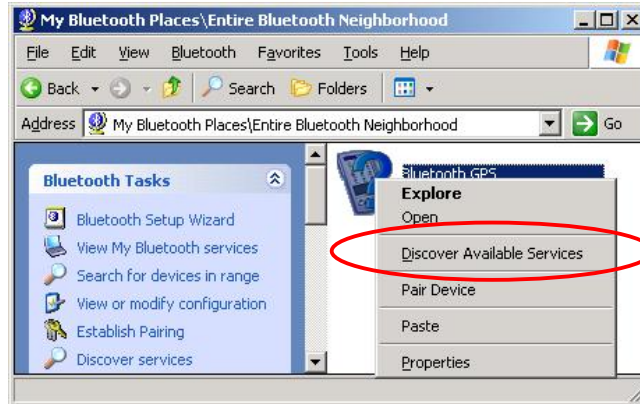 My Bluetooth Places\Entire Bluetooth Neighborhood
File Edit View Bluetooth Favorites Tools Help
Back Search Folders
Address My Bluetooth Places\Entire Bluetooth Neighborhood Go
Bluetooth Tasks
Bluetooth Setup Wizard
View My Bluetooth services
Search for devices in range
View or modify configuration
Establish Pairing
Discover services
Bluetooth GPS
Explore
Open
Discover Available Services
Pair Device
Paste
Properties